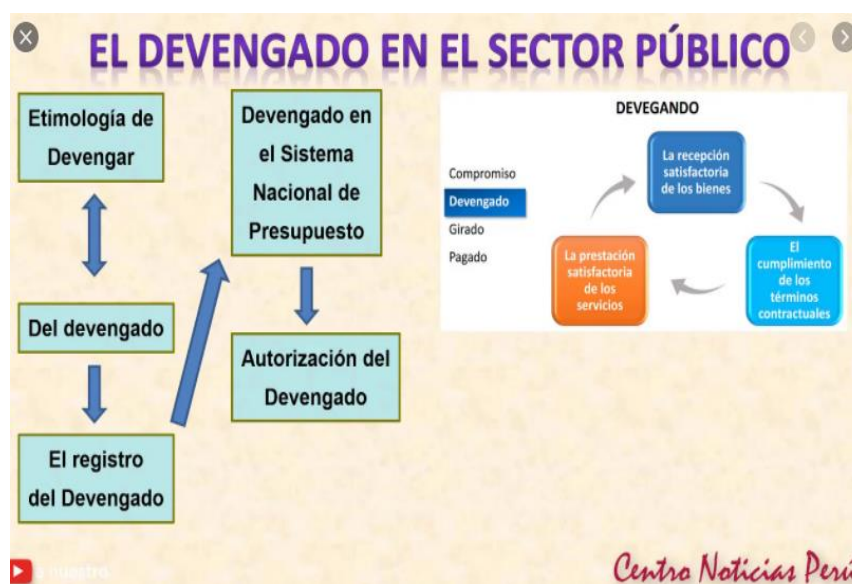 EL DEVENGADO EN EL SECTOR PÚBLICO
Etimología de
Devengar
Del devengado
El registro
del Devengado
Devengado en
el Sistema
Nacional de
Presupuesto
Autorización del
Devengado
DEVEGANDO
Compromiso
Devengado
Girado
Pagado
La recepción
satisfactoria
de los bienes
El
cumplimiento
de los
términos
contractuales
La prestación
satisfactoria
de los
servicios
a nuestro
Centro Noticias Perú